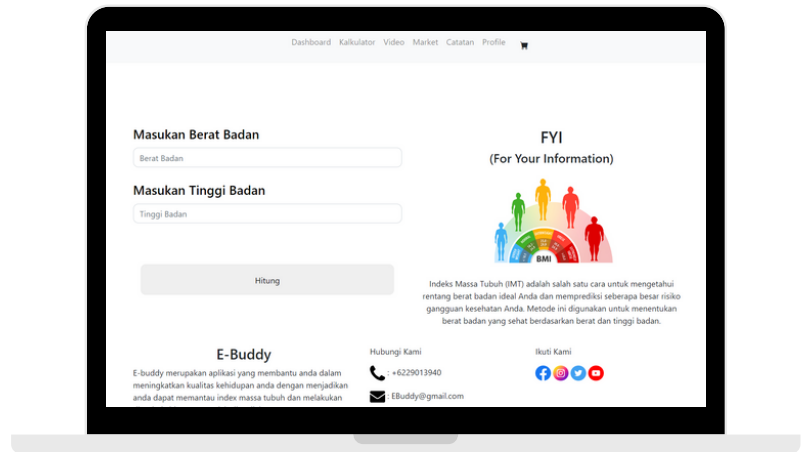 Dashboard Kalkulator Video Market Catatan Profile
Masukan Berat Badan
Berat Badan
Masukan Tinggi Badan
Tinggi Badan
Hitung
FYI
(For Your Information)
BMI
Indeks Massa Tubuh (IMT) adalah salah satu cara untuk mengetahui
rentang berat badan ideal Anda dan memprediksi seberapa besar risiko
gangguan kesehatan Anda. Metode ini digunakan untuk menentukan
berat badan yang sehat berdasarkan berat dan tinggi badan.
E-Buddy
E-buddy merupakan aplikasi yang membantu anda dalam
meningkatkan kualitas kehidupan anda dengan menjadikan
anda dapat memantau index massa tubuh dan melakukan
Hubungi Kami
: +6229013940
: EBuddy@gmail.com
Ikuti Kami